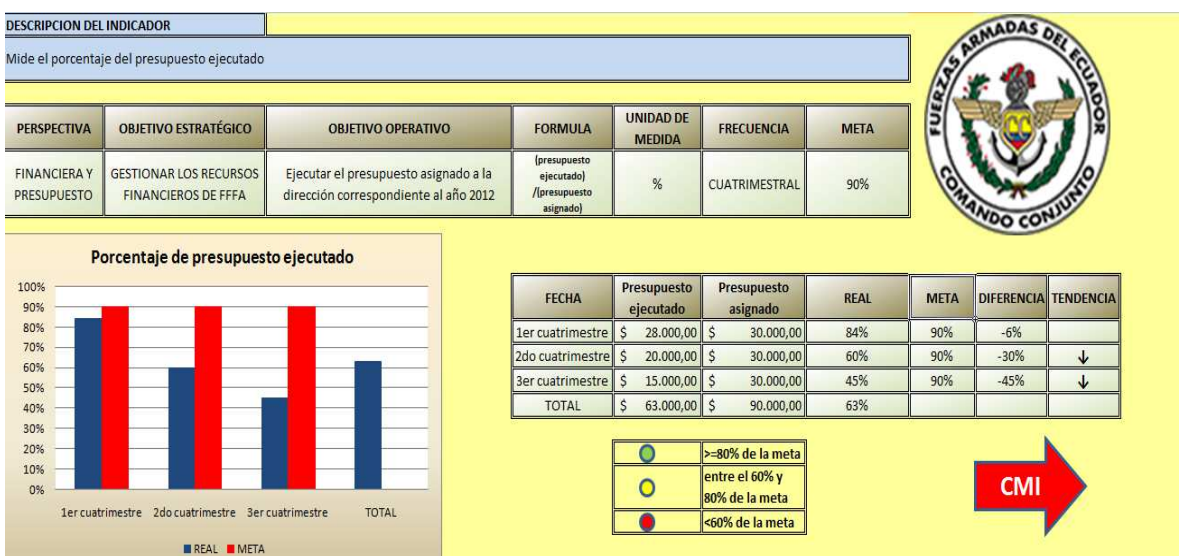 DESCRIPCION DEL INDICADOR
Mide el porcentaje del presupuesto ejecutado
FUERZAS ARMADAS DEL ECUADOR
COMANDO CONJUNTO
PERSPECTIVA OBJETIVO ESTRATÉGICO OBJETIVO OPERATIVO FORMULA UNIDAD DE MEDIDA FRECUENCIA META
FINANCIERA Y PRESUPUESTO GESTIONAR LOS RECURSOS FINANCIEROS DE FFFA Ejecutar el presupuesto asignado a la dirección correspondiente al año 2012 (presupuesto ejecutado) /(presupuesto asignado) % CUATRIMESTRAL 90%
Porcentaje de presupuesto ejecutado
100%
90%
80%
70%
60%
50%
40%
30%
20%
10%
0%
1er cuatrimestre 2do cuatrimestre 3er cuatrimestre TOTAL
REAL META
FECHA Presupuesto ejecutado Presupuesto asignado REAL META DIFERENCIA TENDENCIA
1er cuatrimestre $ 28.000,00 $ 30.000,00 84% 90% -6%
2do cuatrimestre $ 20.000,00 $ 30.000,00 60% 90% -30% ↓
3er cuatrimestre $ 15.000,00 $ 30.000,00 45% 90% -45% ↓
TOTAL $ 63.000,00 $ 90.000,00 63%
>=80% de la meta
entre el 60% y
80% de la meta
<60% de la meta
CMI